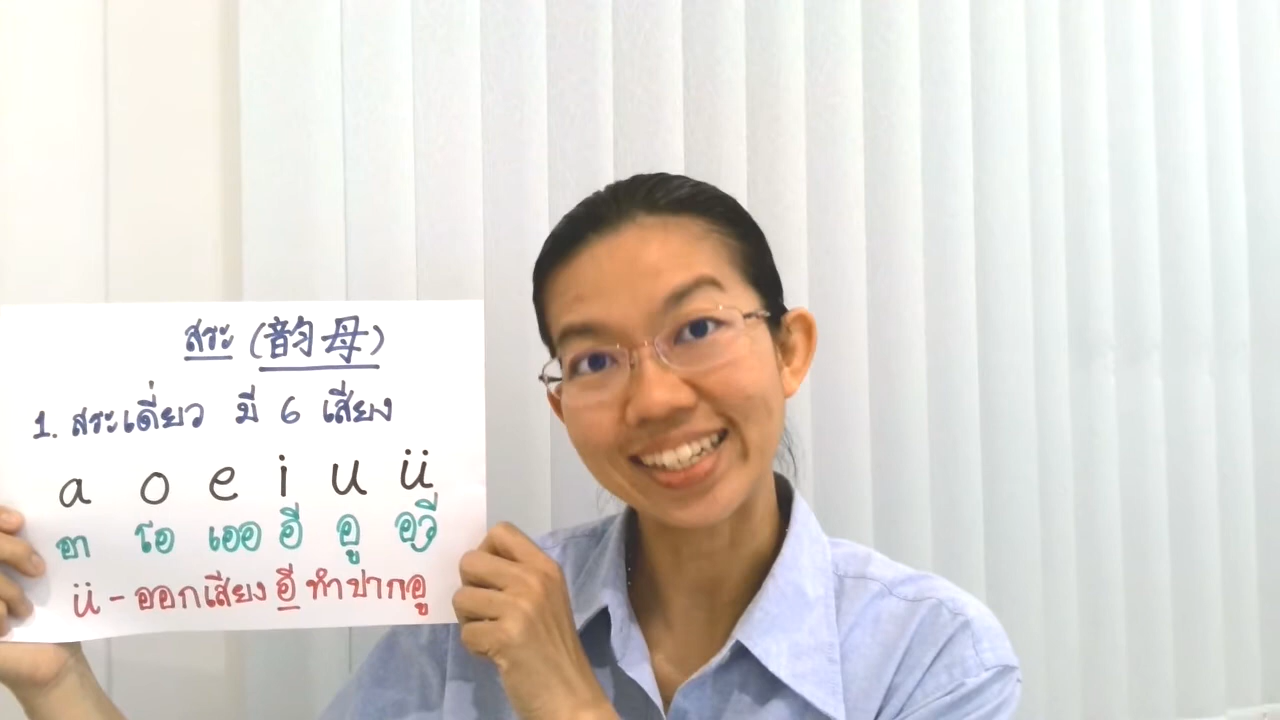 สระ (韵母)
1. สระเดี่ยว มี 6 เสียง
a o e i u ü
อา โอ เออ อี อู อวี
ü - ออกเสียง อี ทำปากอู